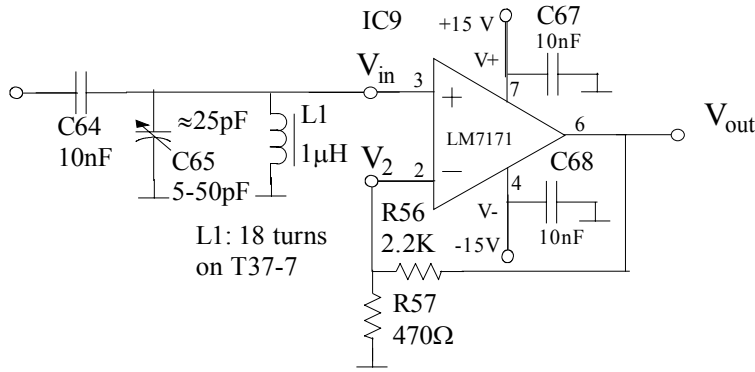 IC9
+15 V
C67
10nF
V+
7
Vin
3
+
LM7171
6
Vout
C64
10nF
≈25pF
C65
5-50pF
L1
1µH
V2
2
−
4
C68
10nF
V-
-15V
R56
2.2K
L1: 18 turns
on T37-7
R57
470Ω